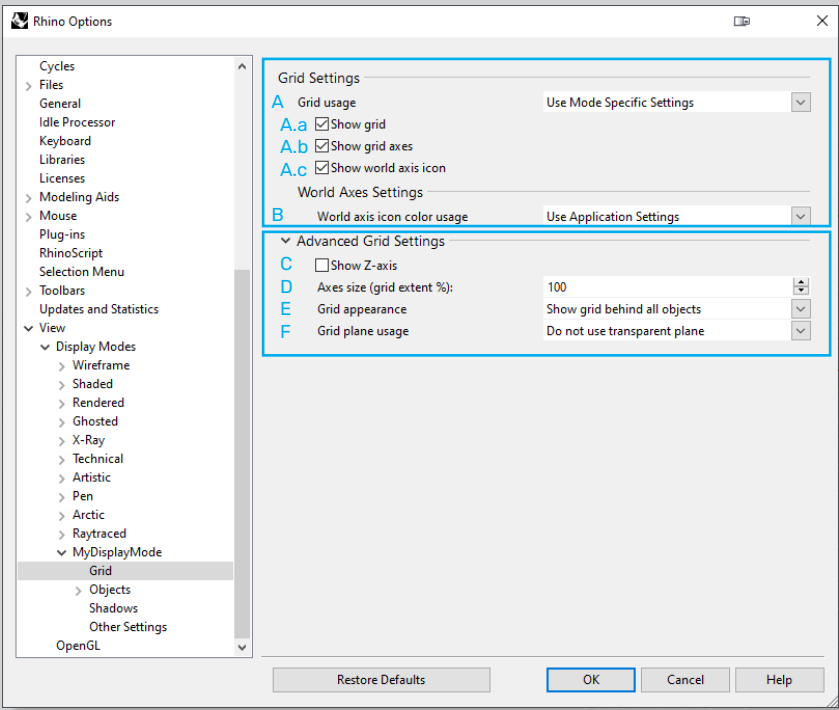 Rhino Options
Cycles
Files
General
Idle Processor
Keyboard
Libraries
Licenses
Modeling Aids
Mouse
Plug-ins
RhinoScript
Selection Menu
Toolbars
Updates and Statistics
View
Display Modes
Wireframe
Shaded
Rendered
Ghosted
X-Ray
Technical
Artistic
Pen
Arctic
Raytraced
MyDisplayMode
Grid
Objects
Shadows
Other Settings
OpenGL
Grid Settings
A Grid usage Use Mode Specific Settings
A.a Show grid
A.b Show grid axes
A.c Show world axis icon
World Axes Settings
B World axis icon color usage Use Application Settings
Advanced Grid Settings
C Show Z-axis
D Axes size (grid extent %): 100
E Grid appearance Show grid behind all objects
F Grid plane usage Do not use transparent plane
Restore Defaults OK Cancel Help